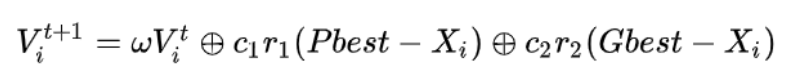 V_i^{t+1} = ωV_i^t ⊕ c_1r_1(Pbest − X_i) ⊕ c_2r_2(Gbest − X_i)